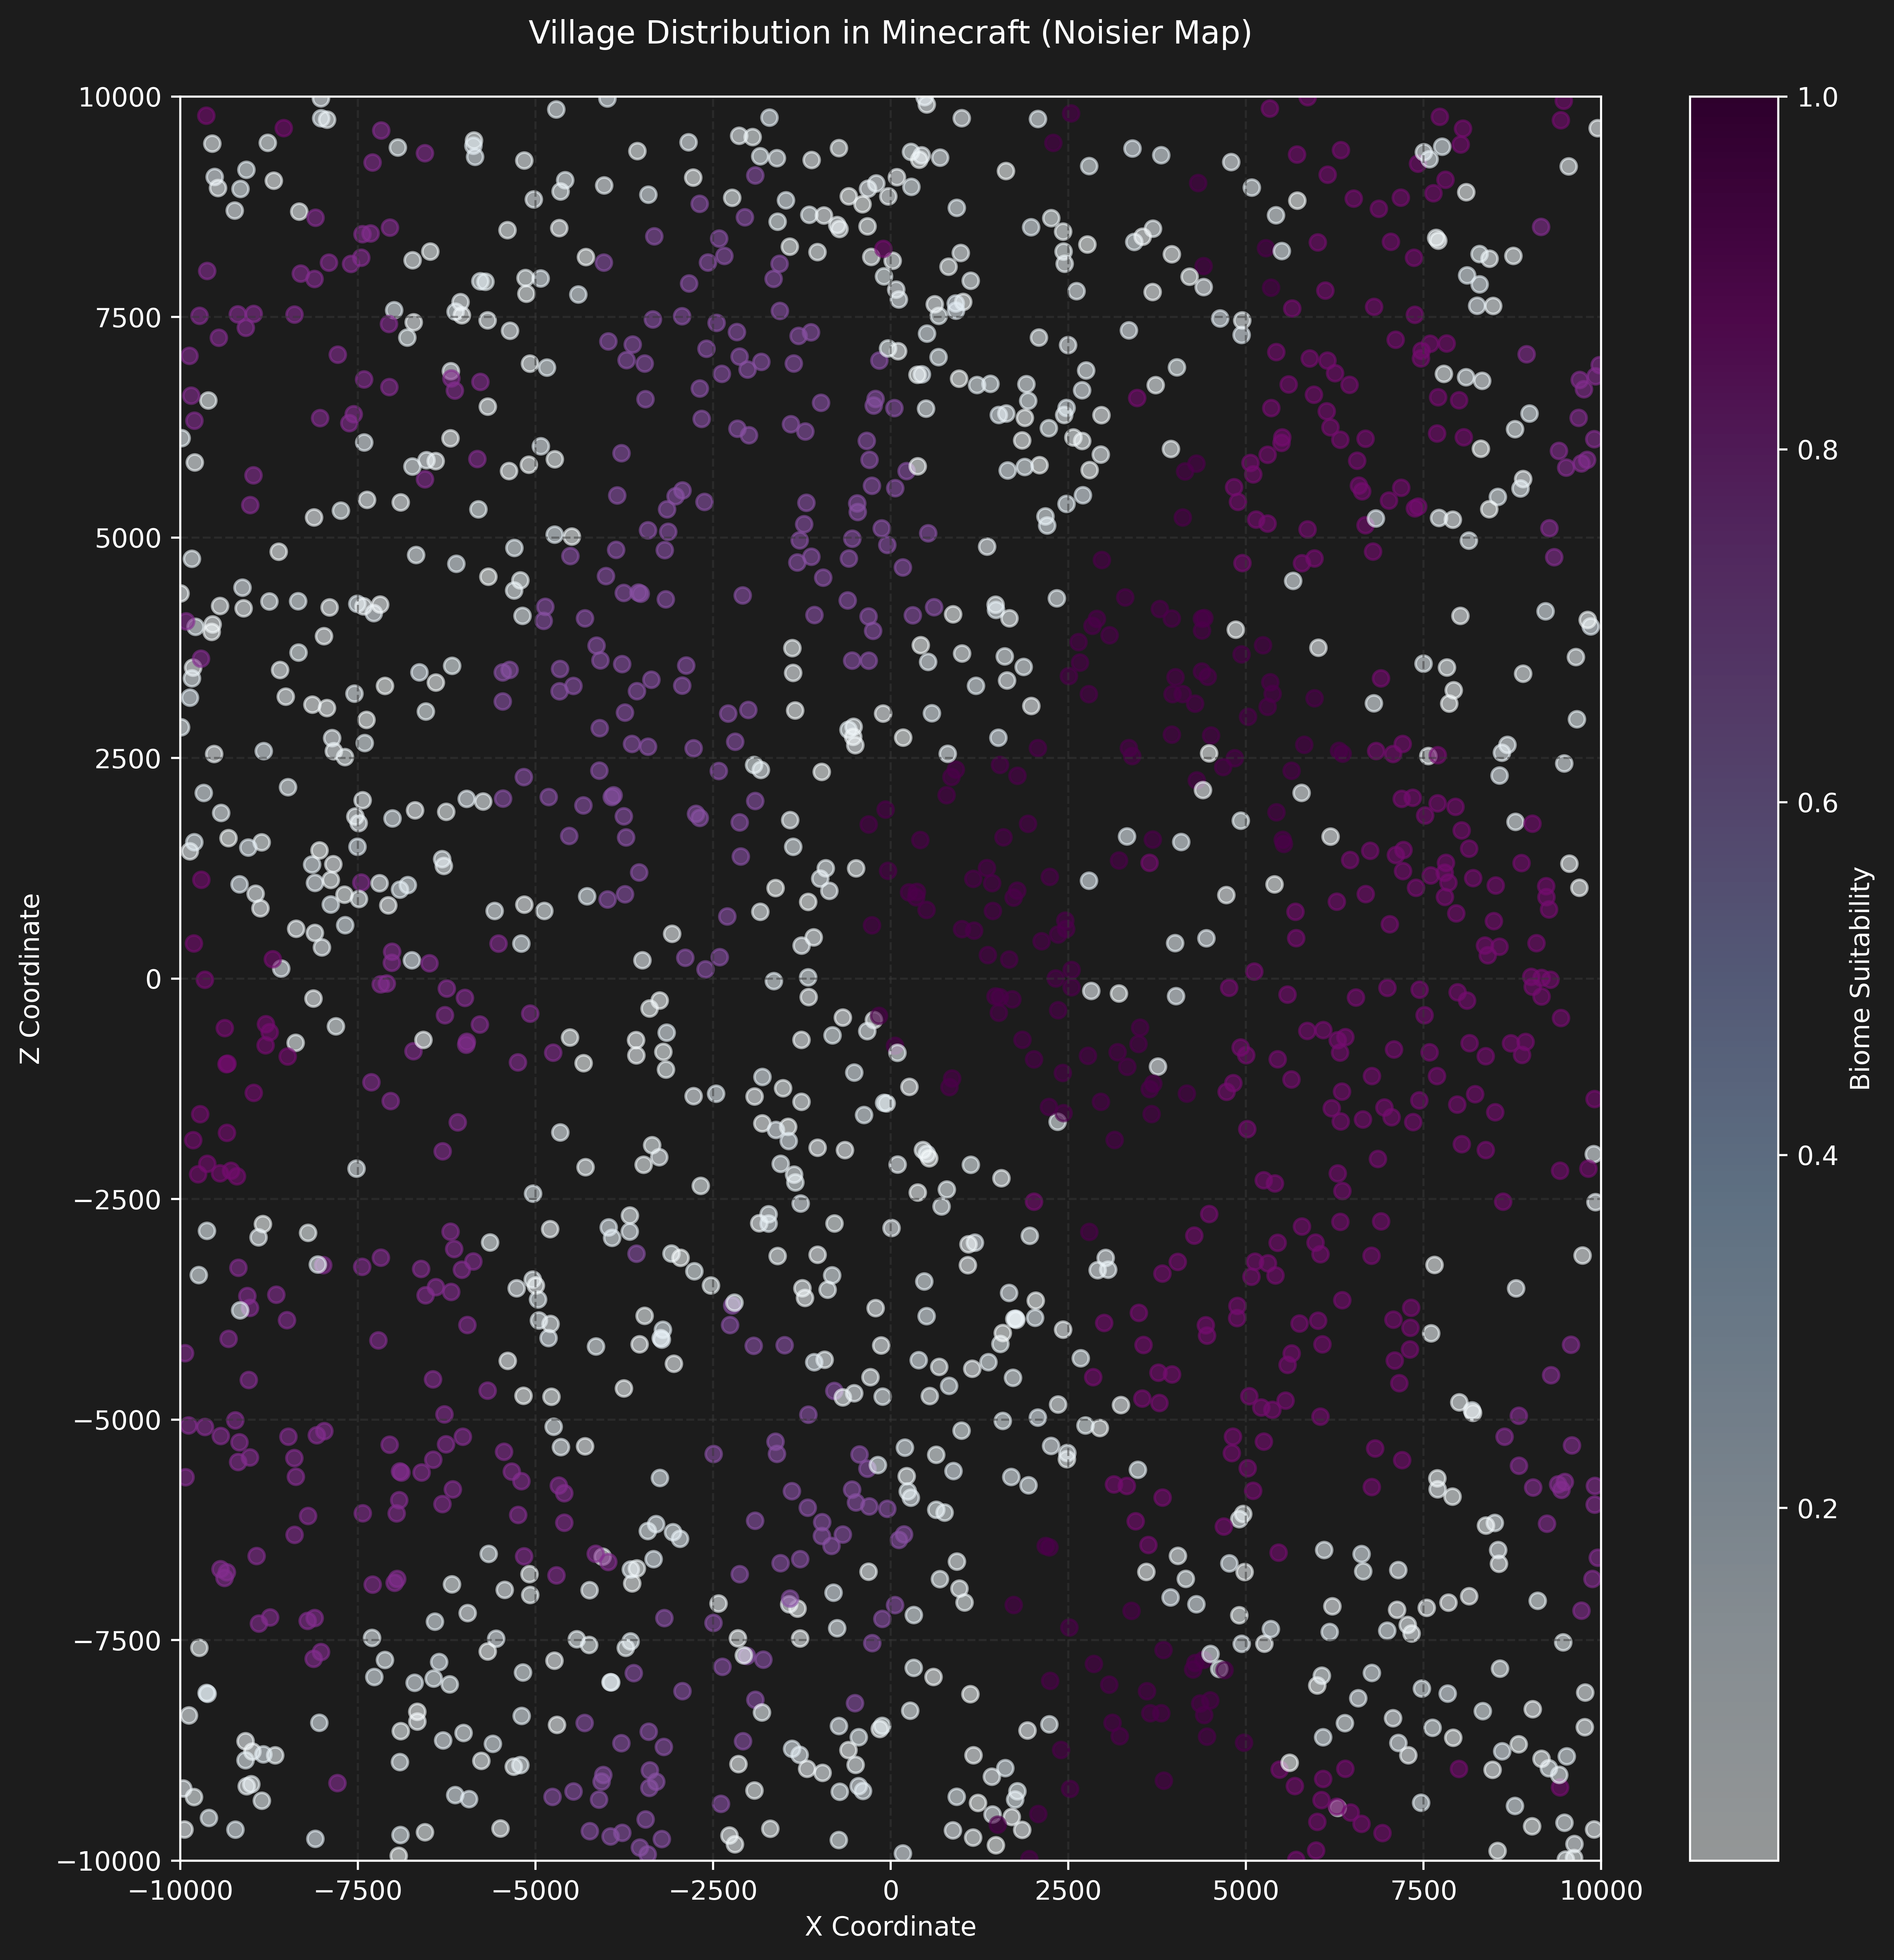 Village Distribution in Minecraft (Noisier Map)
10000
7500
5000
2500
0
−2500
−5000
−7500
−10000
Z Coordinate
−10000 −7500 −5000 −2500 0 2500 5000 7500 10000
X Coordinate
1.0
0.8
0.6
0.4
0.2
Biome Suitability